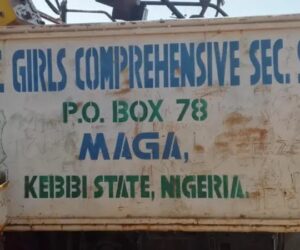 GIRLS COMPREHENSIVE SEC.
P.O. BOX 78
MAGA,
KEBBI STATE, NIGERIA.